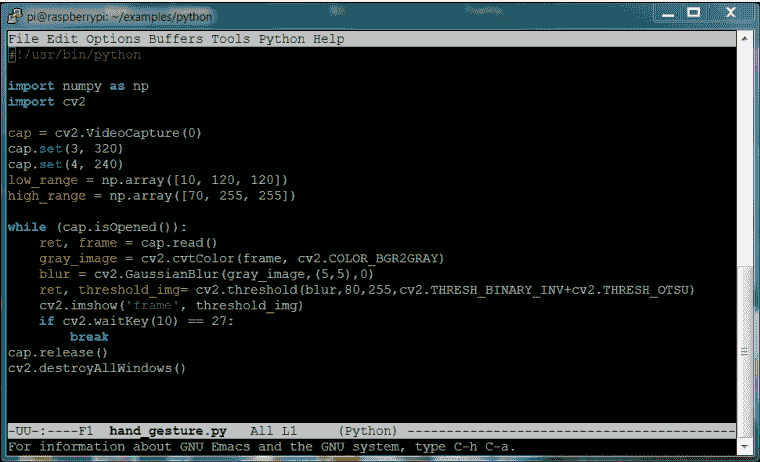 pi@raspberrypi: ~/examples/python
File Edit Options Buffers Tools Python Help
#!/usr/bin/python

import numpy as np
import cv2

cap = cv2.VideoCapture(0)
cap.set(3, 320)
cap.set(4, 240)
low_range = np.array([10, 120, 120])
high_range = np.array([70, 255, 255])

while (cap.isOpened()):
    ret, frame = cap.read()
    gray_image = cv2.cvtColor(frame, cv2.COLOR_BGR2GRAY)
    blur = cv2.GaussianBlur(gray_image,(5,5),0)
    ret, threshold_img= cv2.threshold(blur,80,255,cv2.THRESH_BINARY_INV+cv2.THRESH_OTSU)
    cv2.imshow('frame', threshold_img)
    if cv2.waitKey(10) == 27:
        break
cap.release()
cv2.destroyAllWindows()

-UU-:----F1  hand_gesture.py   All L1     (Python) -----------------------------------------
For information about GNU Emacs and the GNU system, type C-h C-a.